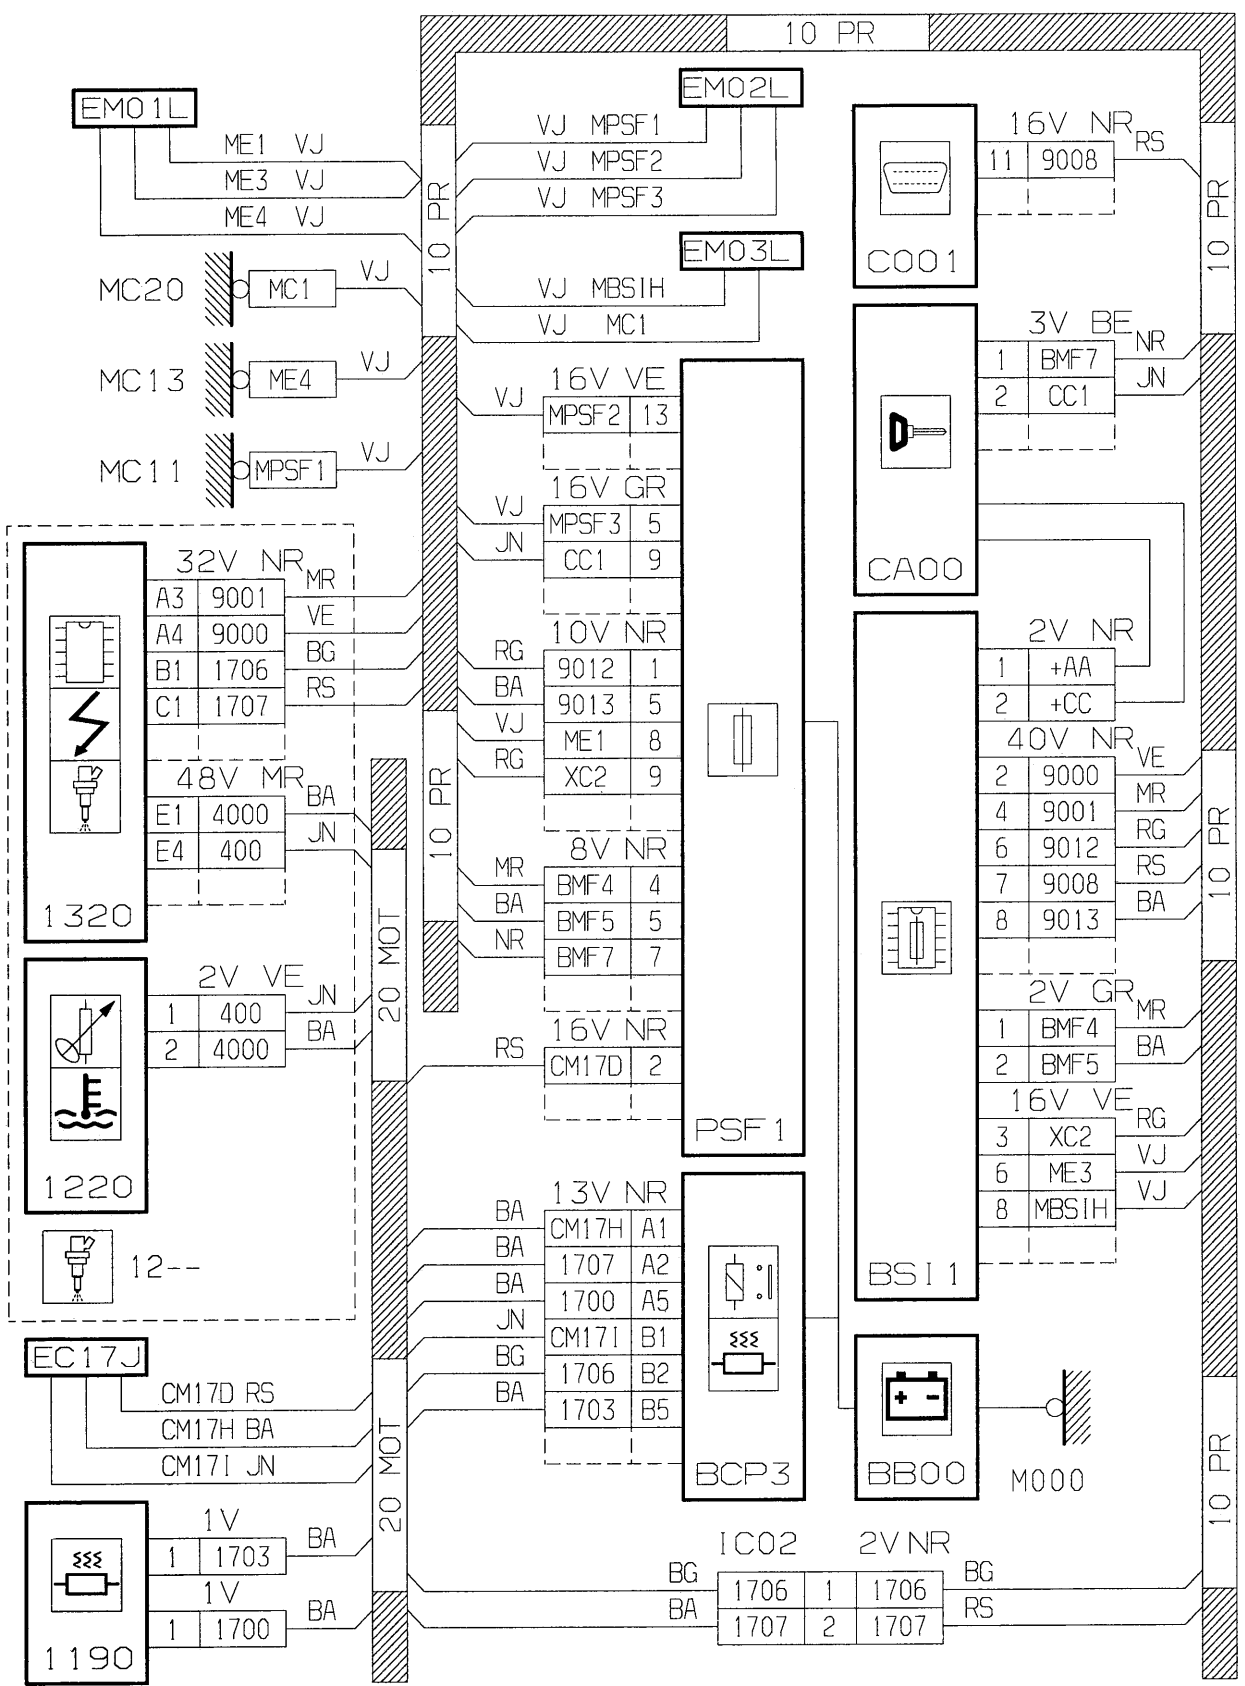 10 PR
EM01L
ME1 VJ
ME3 VJ
ME4 VJ
EM02L
VJ MPSF1
VJ MPSF2
VJ MPSF3
EM03L
VJ MBSIH
VJ MC1
10 PR
MC20
MC1
VJ
MC13
ME4
VJ
MC11
MPSF1
VJ
C001
16V NR
11 9008
RS
10 PR
CA00
3V BE
1 BMF7
NR
2 CC1
JN
1320
32V NR
A3 9001
MR
A4 9000
VE
B1 1706
BG
C1 1707
RS
48V MR
E1 4000
BA
E4 400
JN
1220
2V VE
1 400
JN
2 4000
BA
12--
20 MOT
10 PR
PSF1
16V VE
VJ
MPSF2 13
16V GR
VJ
MPSF3 5
JN
CC1 9
10V NR
RG
9012 1
BA
9013 5
VJ
ME1 8
RG
XC2 9
8V NR
MR
BMF4 4
BA
BMF5 5
NR
BMF7 7
16V NR
RS
CM17D 2
BSI1
2V NR
1 +AA
2 +CC
40V NR
2 9000
VE
4 9001
MR
6 9012
RG
7 9008
RS
8 9013
BA
10 PR
2V GR
1 BMF4
MR
2 BMF5
BA
16V VE
3 XC2
RG
6 ME3
VJ
8 MBSIH
VJ
BCP3
13V NR
BA
CM17H A1
BA
1707 A2
BA
1700 A5
JN
CM17I B1
BG
1706 B2
BA
1703 B5
BB00
+ -
M000
EC17J
CM17D RS
CM17H BA
CM17I JN
20 MOT
10 PR
1190
1V
1 1703
BA
1V
1 1700
BA
IC02 2V NR
BG
1706 1 1706
BG
BA
1707 2 1707
RS